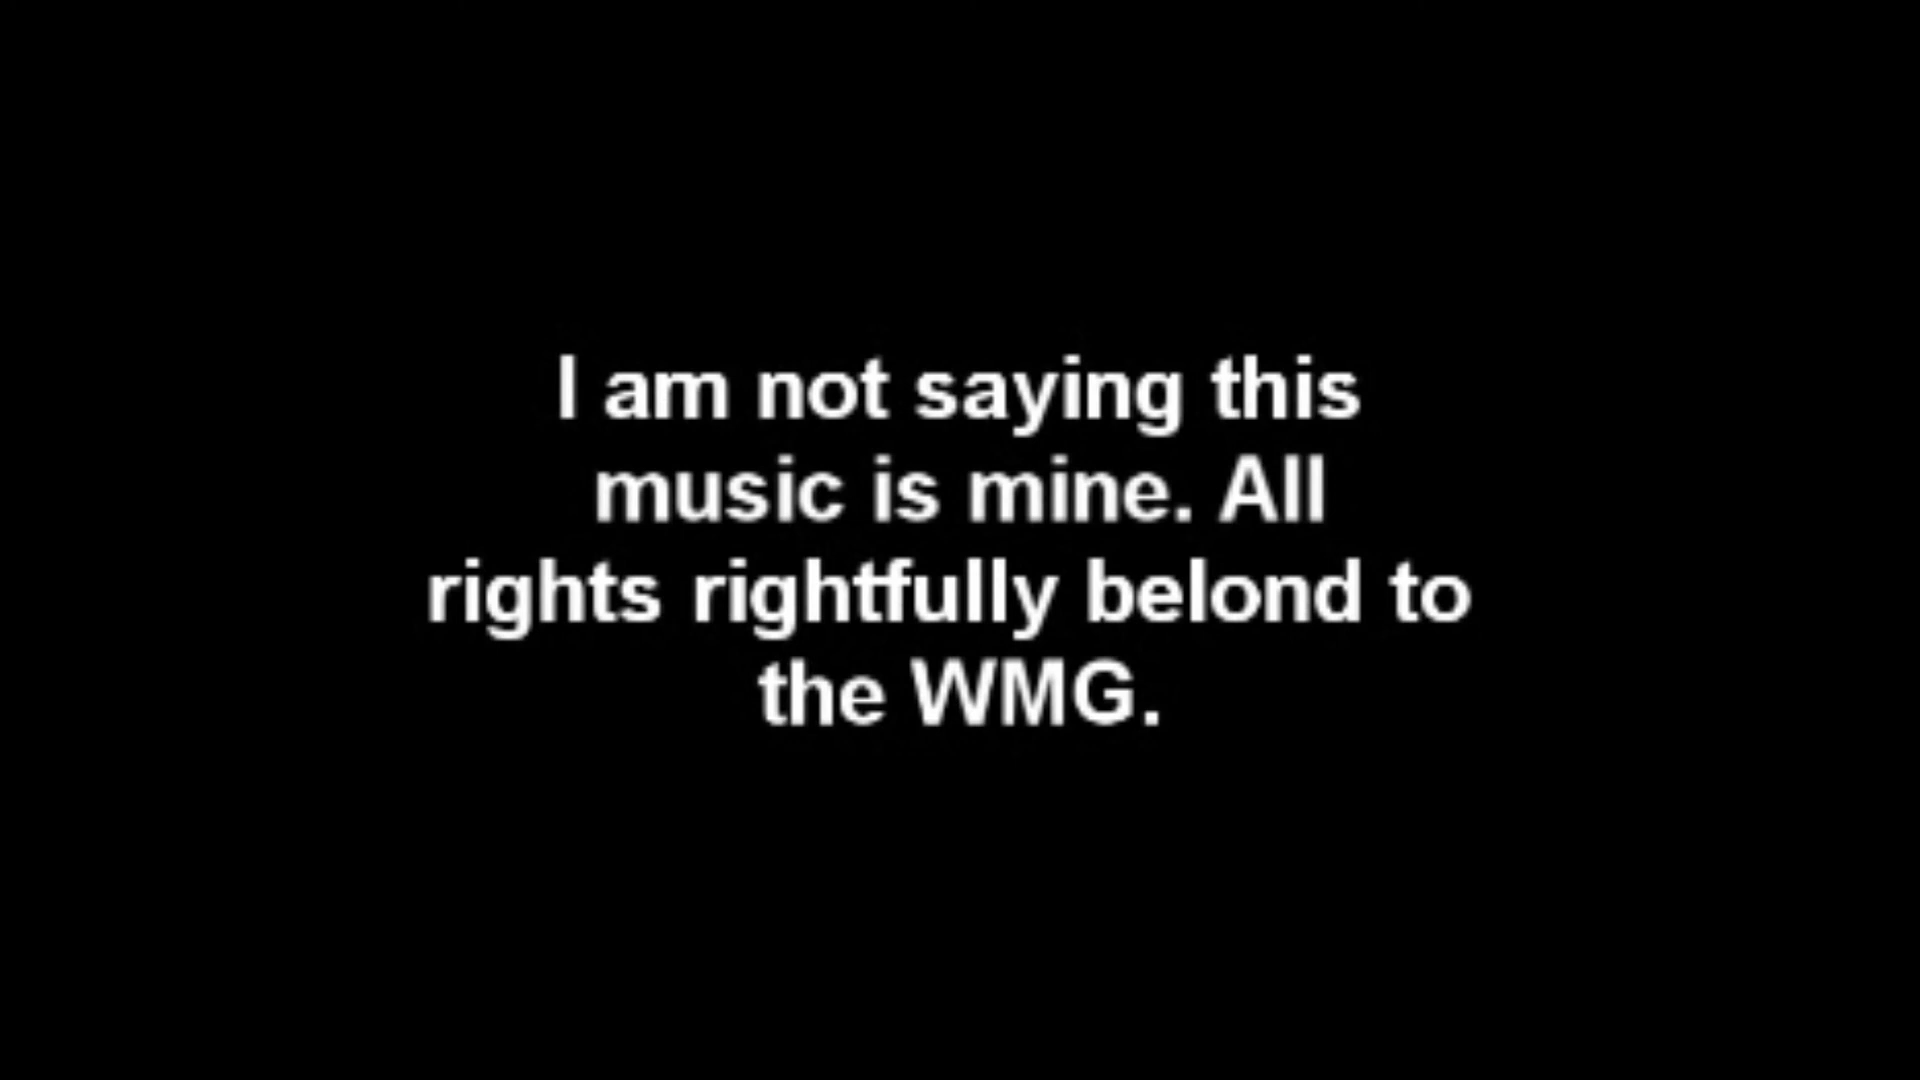 I am not saying this
music is mine. All
rights rightfully belond to
the WMG.